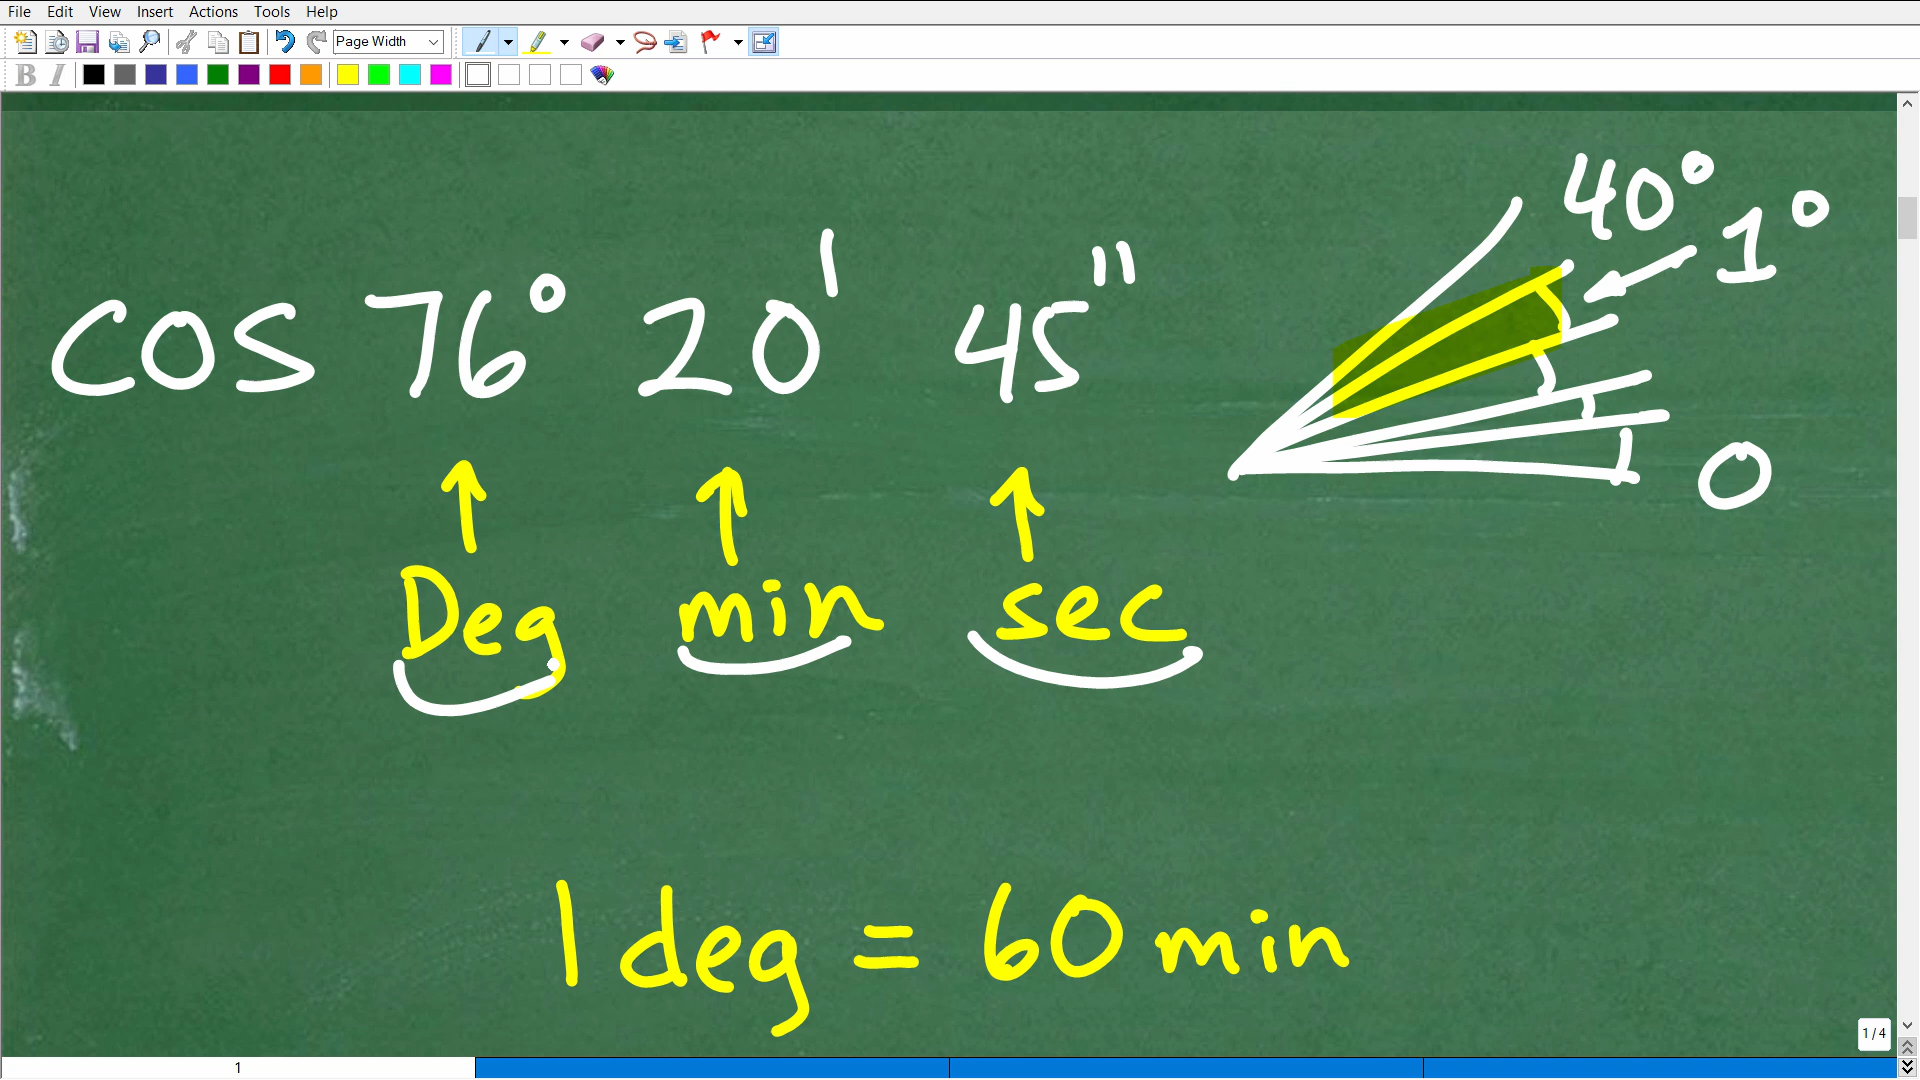 File Edit View Insert Actions Tools Help
Page Width
B I
40°
1°
cos 76° 20' 45"
0
Deg min sec
1 deg = 60 min
1 / 4
1